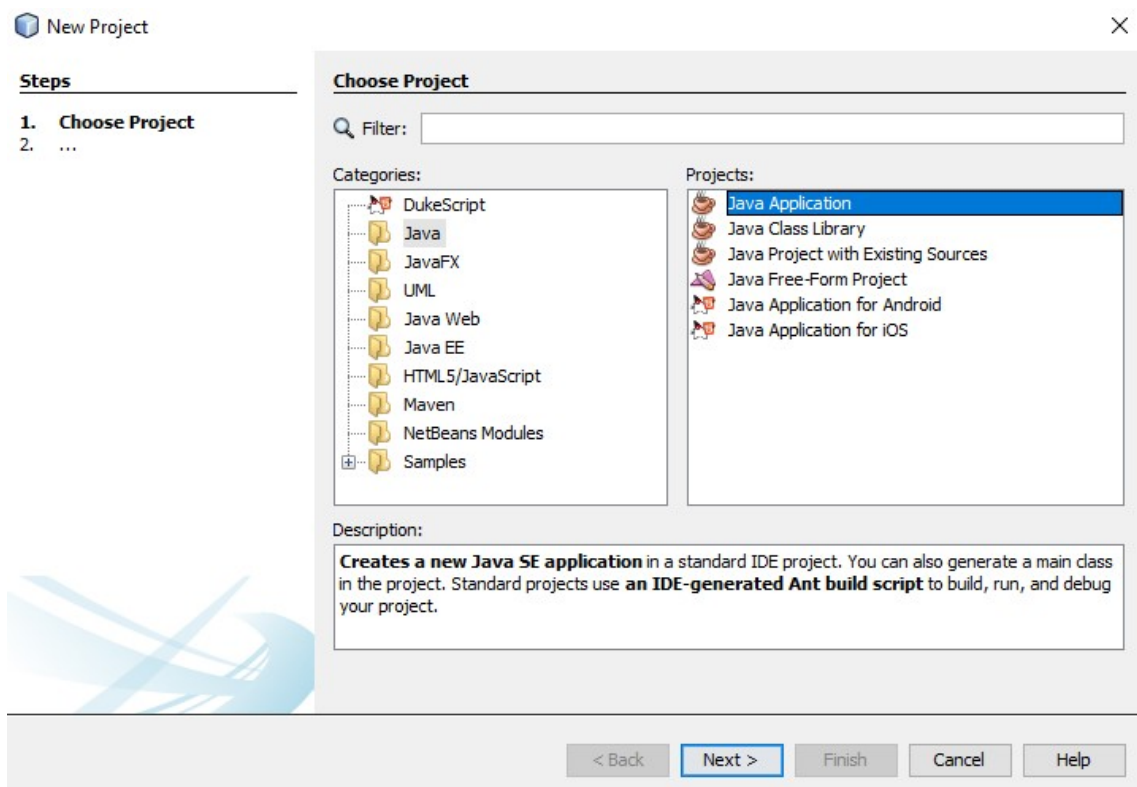 New Project
Steps
1. Choose Project
2. ...
Choose Project
Filter:
Categories:
DukeScript
Java
JavaFX
UML
Java Web
Java EE
HTML5/JavaScript
Maven
NetBeans Modules
Samples
Projects:
Java Application
Java Class Library
Java Project with Existing Sources
Java Free-Form Project
Java Application for Android
Java Application for iOS
Description:
Creates a new Java SE application in a standard IDE project. You can also generate a main class
in the project. Standard projects use an IDE-generated Ant build script to build, run, and debug
your project.
< Back
Next >
Finish
Cancel
Help